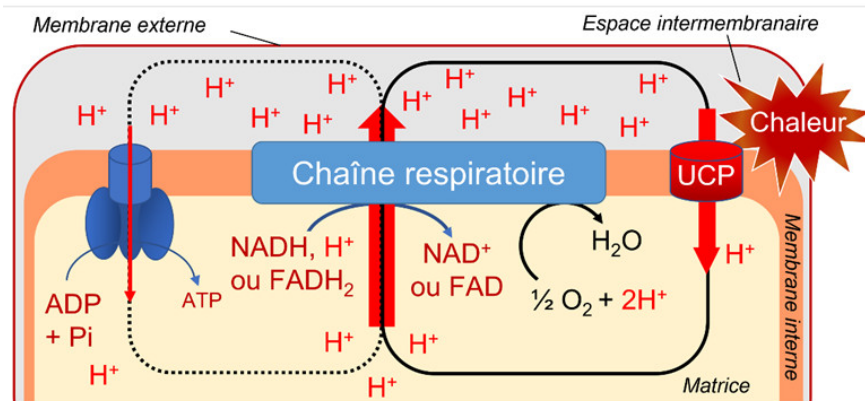 Membrane externe
Espace intermembranaire
H⁺ H⁺ H⁺ H⁺ H⁺ H⁺ H⁺ H⁺ H⁺ H⁺ H⁺ H⁺ H⁺
Chaleur
Chaîne respiratoire
UCP
NADH, H⁺
ou FADH₂
NAD⁺
ou FAD
H₂O
H⁺
ADP
+ Pi
ATP
½ O₂ + 2H⁺
Membrane interne
H⁺ H⁺
H⁺ H⁺
Matrice